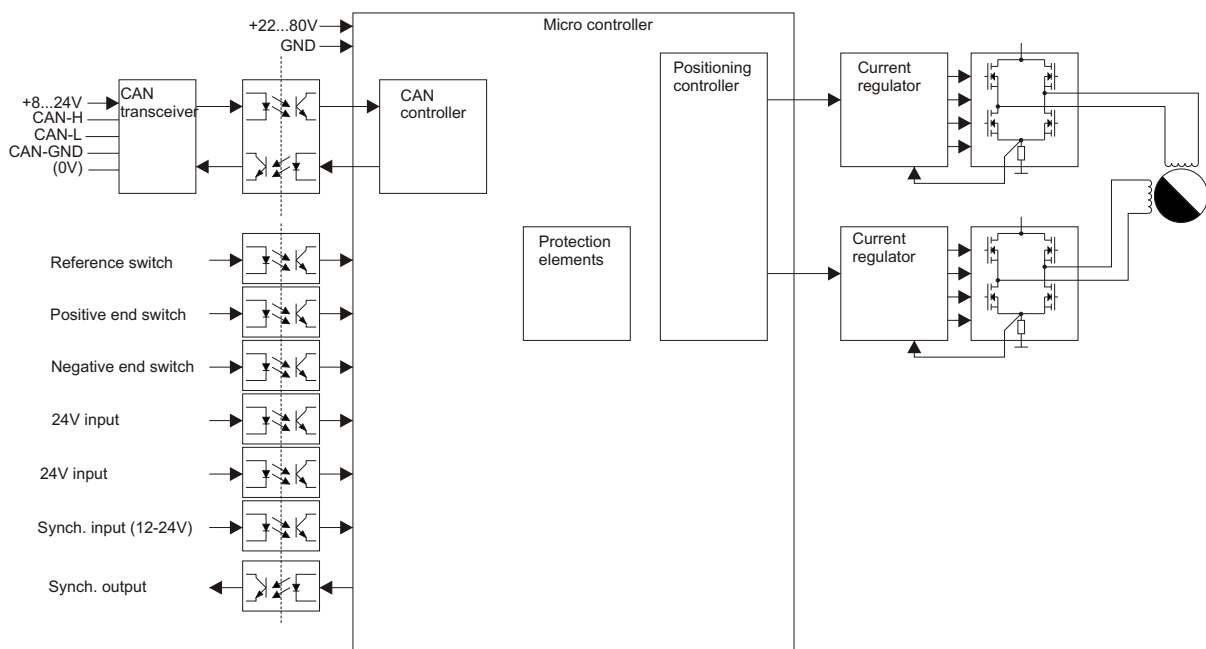 +22...80V
GND
Micro controller
+8...24V
CAN-H
CAN-L
CAN-GND
(0V)
CAN
transceiver
CAN
controller
Positioning
controller
Current
regulator
Protection
elements
Current
regulator
Reference switch
Positive end switch
Negative end switch
24V input
24V input
Synch. input (12-24V)
Synch. output